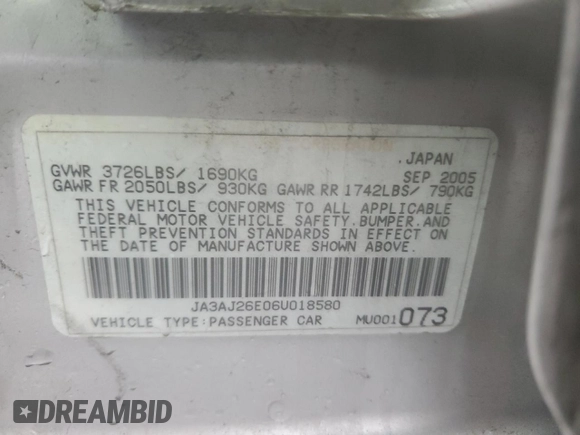 .JAPAN
GVWR 3726LBS/ 1690KG SEP 2005
GAWR FR 2050LBS/ 930KG GAWR RR 1742LBS/ 790KG
THIS VEHICLE CONFORMS TO ALL APPLICABLE
FEDERAL MOTOR VEHICLE SAFETY.BUMPER.AND
THEFT PREVENTION STANDARDS IN EFFECT ON
THE DATE OF MANUFACTURE SHOWN ABOVE.
JA3AJ26E06U018580
VEHICLE TYPE:PASSENGER CAR MU001073
DREAMBID